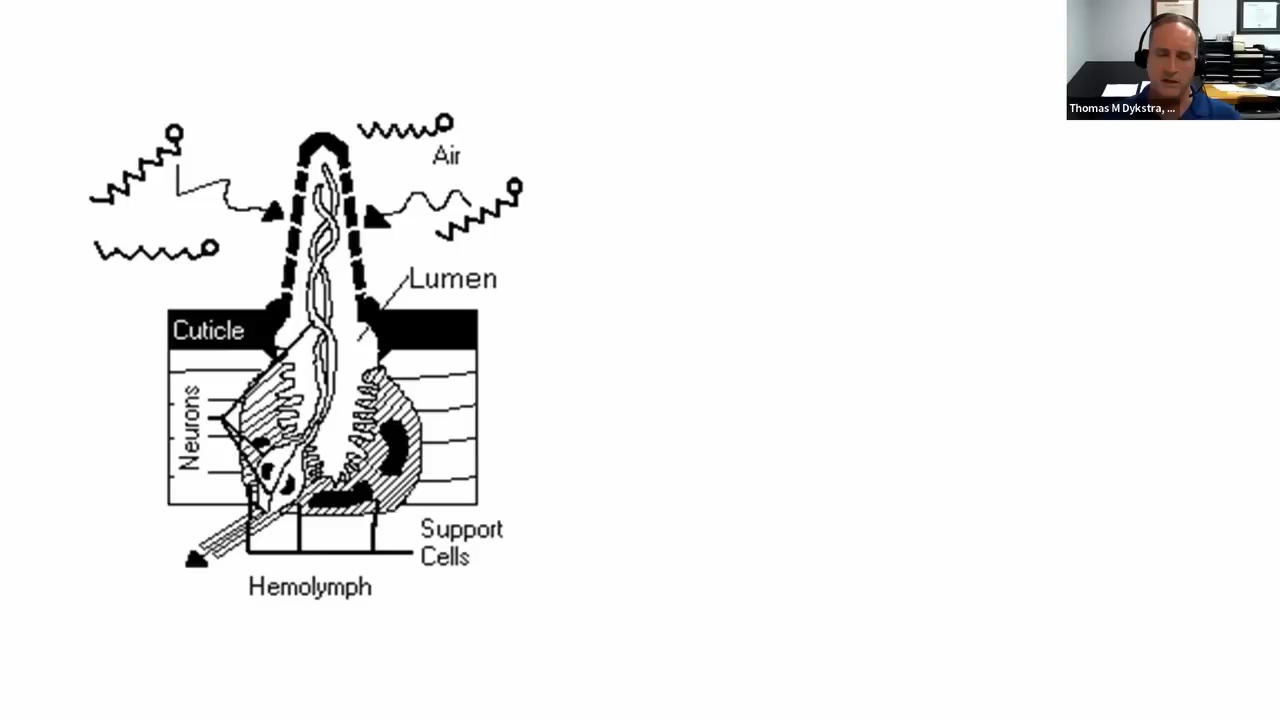 Thomas M Dykstra, ...
Air
Lumen
Cuticle
Neurons
Support
Cells
Hemolymph